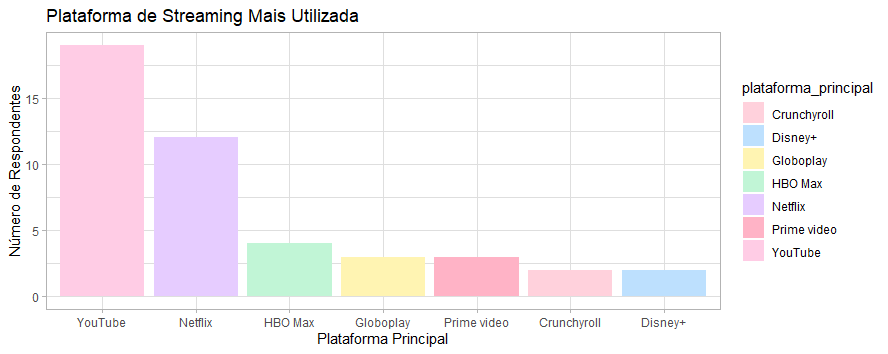 Plataforma de Streaming Mais Utilizada
Número de Respondentes
15
10
5
0
YouTube Netflix HBO Max Globoplay Prime video Crunchyroll Disney+
Plataforma Principal
plataforma_principal
Crunchyroll
Disney+
Globoplay
HBO Max
Netflix
Prime video
YouTube